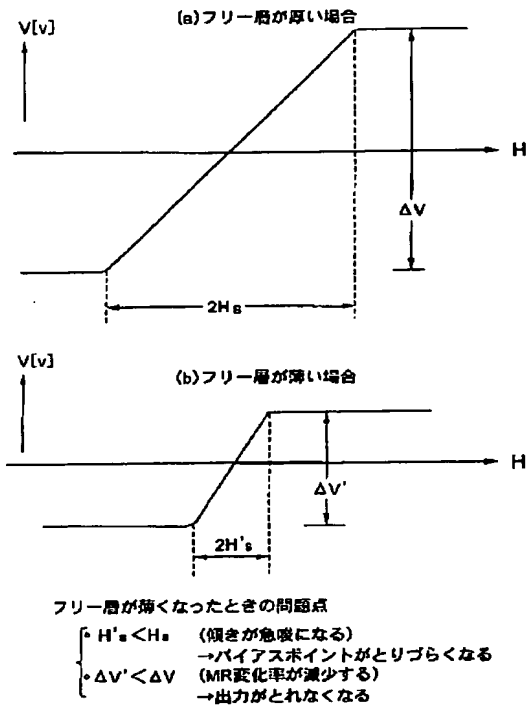 (a)フリー層が厚い場合
V[v]
H
ΔV
2Hs
V[v]
(b)フリー層が薄い場合
H
ΔV'
2H's
フリー層が薄くなったときの問題点
• H's<Hs (傾きが急峻になる)
→バイアスポイントがとりづらくなる
• ΔV'<ΔV (MR変化率が減少する)
→出力がとれなくなる